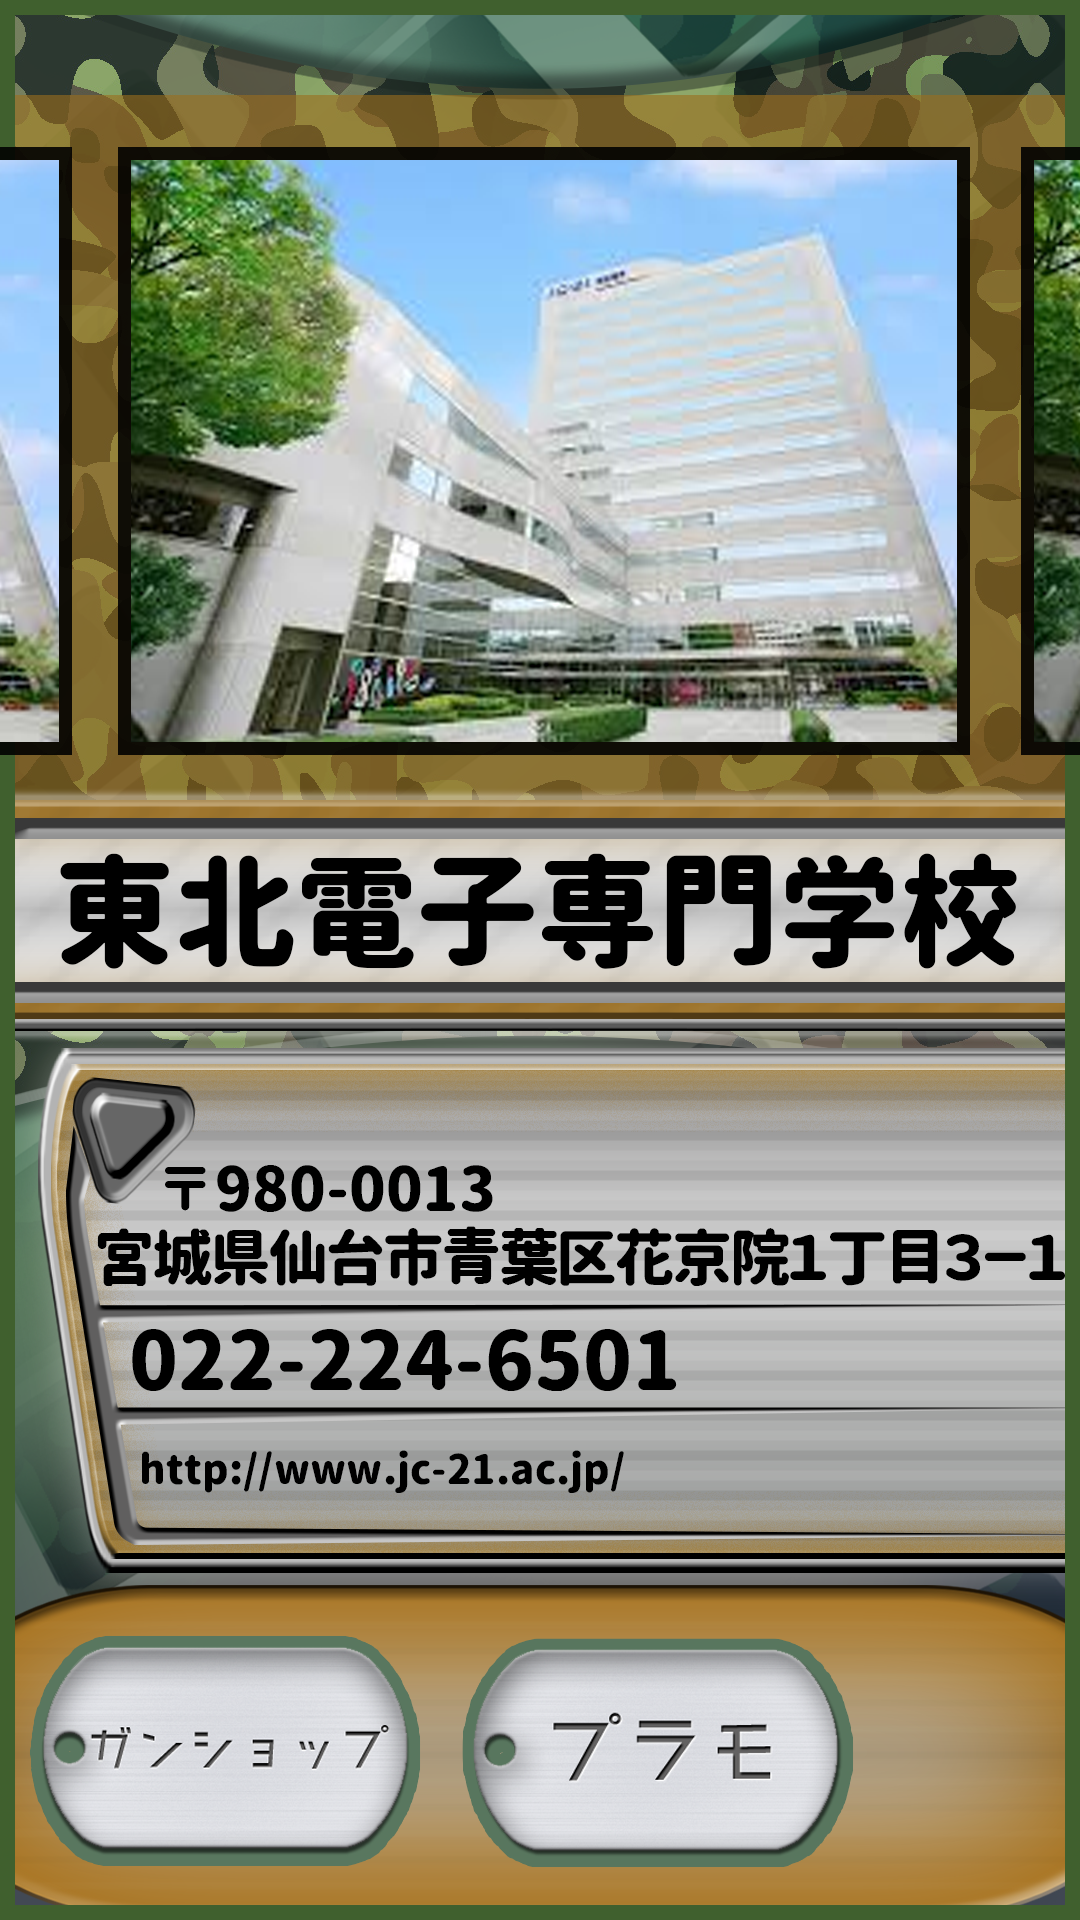 東北電子専門学校
〒980-0013
宮城県仙台市青葉区花京院1丁目3−1
022-224-6501
http://www.jc-21.ac.jp/
ガンショップ
プラモ